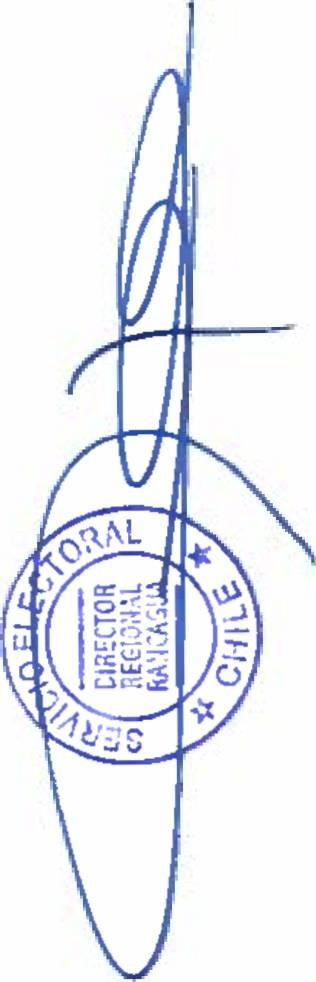 SERVICIO ELECTORAL
DIRECTOR
REGIONAL
RANCAGUA
★ CHILE ★